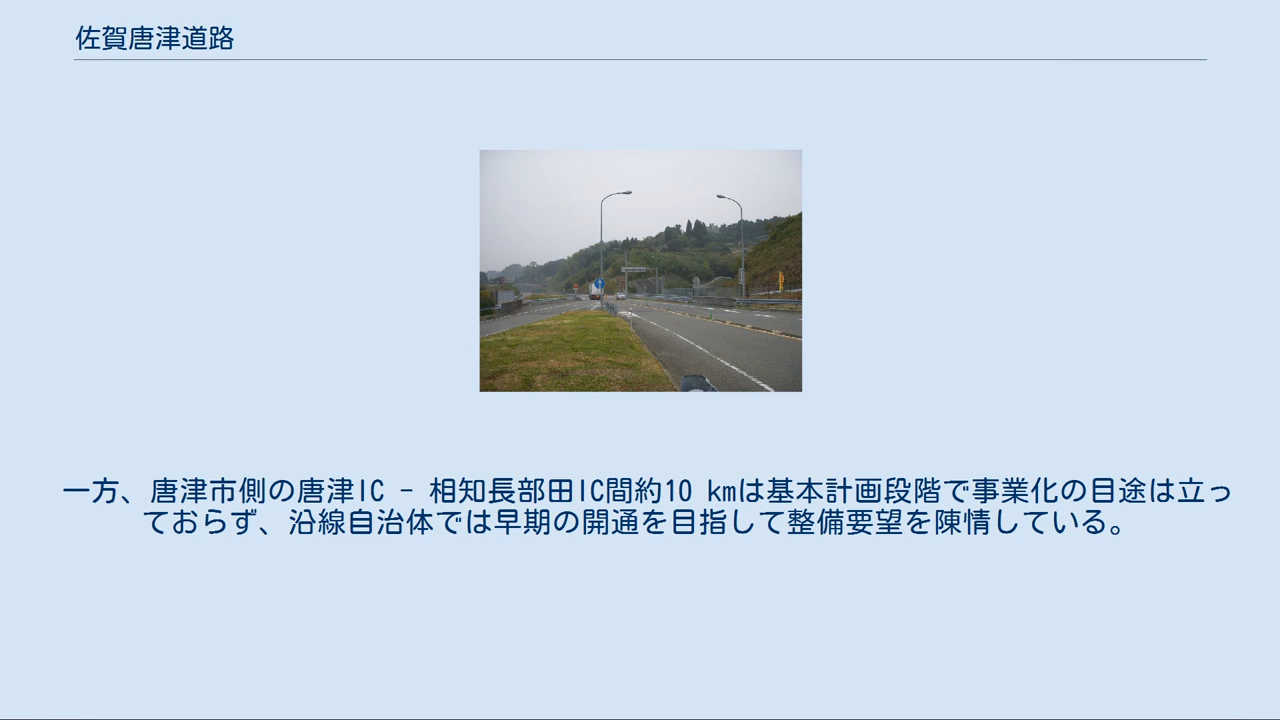 佐賀唐津道路
一方、唐津市側の唐津IC - 相知長部田IC間約10 kmは基本計画段階で事業化の目途は立っ
ておらず、沿線自治体では早期の開通を目指して整備要望を陳情している。